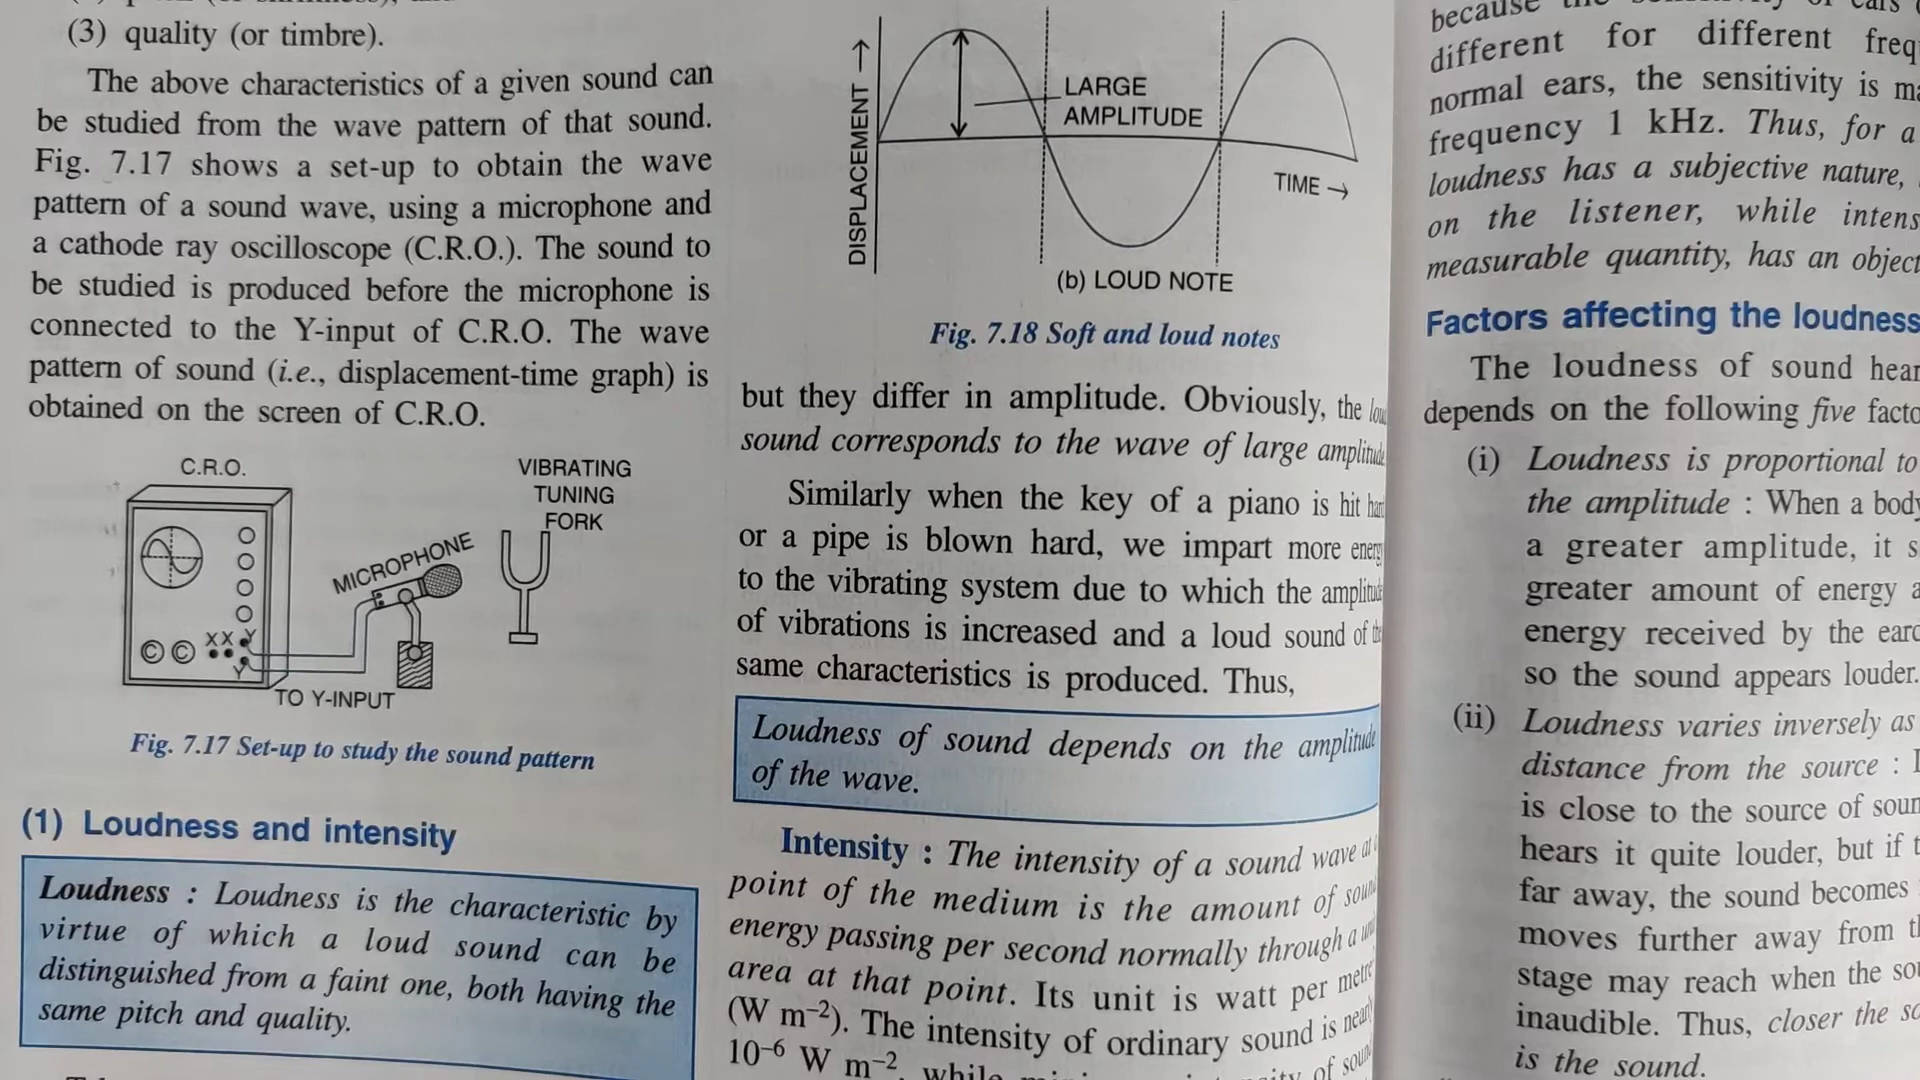 (3) quality (or timbre).
The above characteristics of a given sound can
be studied from the wave pattern of that sound.
Fig. 7.17 shows a set-up to obtain the wave
pattern of a sound wave, using a microphone and
a cathode ray oscilloscope (C.R.O.). The sound to
be studied is produced before the microphone is
connected to the Y-input of C.R.O. The wave
pattern of sound (i.e., displacement-time graph) is
obtained on the screen of C.R.O.
C.R.O.
VIBRATING
TUNING
FORK
MICROPHONE
X X Y
Y
TO Y-INPUT
Fig. 7.17 Set-up to study the sound pattern
(1) Loudness and intensity
Loudness : Loudness is the characteristic by
virtue of which a loud sound can be
distinguished from a faint one, both having the
same pitch and quality.
DISPLACEMENT →
LARGE
AMPLITUDE
TIME →
(b) LOUD NOTE
Fig. 7.18 Soft and loud notes
but they differ in amplitude. Obviously, the
sound corresponds to the wave of large amplitude
Similarly when the key of a piano is hit
or a pipe is blown hard, we impart more
to the vibrating system due to which the
of vibrations is increased and a loud sound of
same characteristics is produced. Thus,
Loudness of sound depends on the amplitude
of the wave.
Intensity : The intensity of a sound wave at
point of the medium is the amount of
energy passing per second normally through a
area at that point. Its unit is watt per metre
(W m⁻²). The intensity of ordinary sound is
10⁻⁶ W m⁻², while
of
because the
different for different
normal ears, the sensitivity is
frequency 1 kHz. Thus, for a
loudness has a subjective nature,
on the listener, while
measurable quantity, has an
Factors affecting the loudness
The loudness of sound
depends on the following five
(i) Loudness is proportional to
the amplitude : When a body
a greater amplitude, it
greater amount of energy
energy received by the
so the sound appears louder.
(ii) Loudness varies inversely as
distance from the source :
is close to the source of
hears it quite louder, but if
far away, the sound becomes
moves further away from
stage may reach when the
inaudible. Thus, closer the
is the sound.